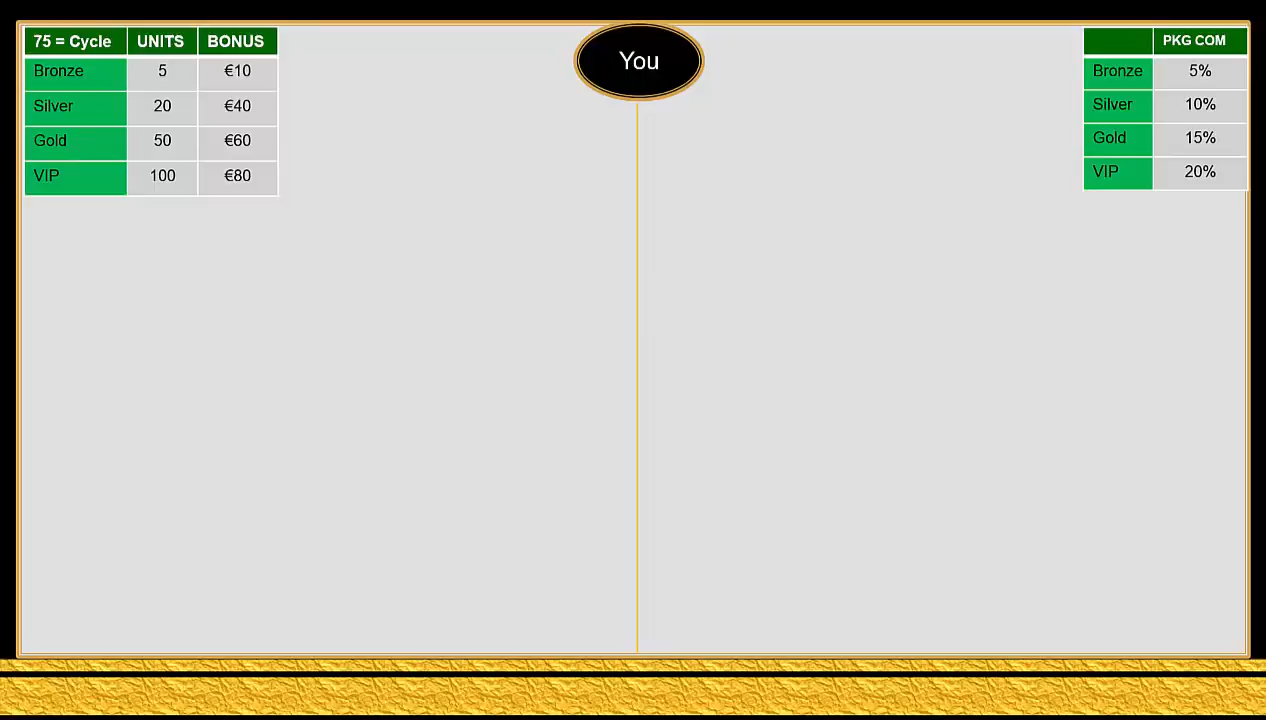 75 = Cycle UNITS BONUS
Bronze 5 €10
Silver 20 €40
Gold 50 €60
VIP 100 €80
You
PKG COM
Bronze 5%
Silver 10%
Gold 15%
VIP 20%